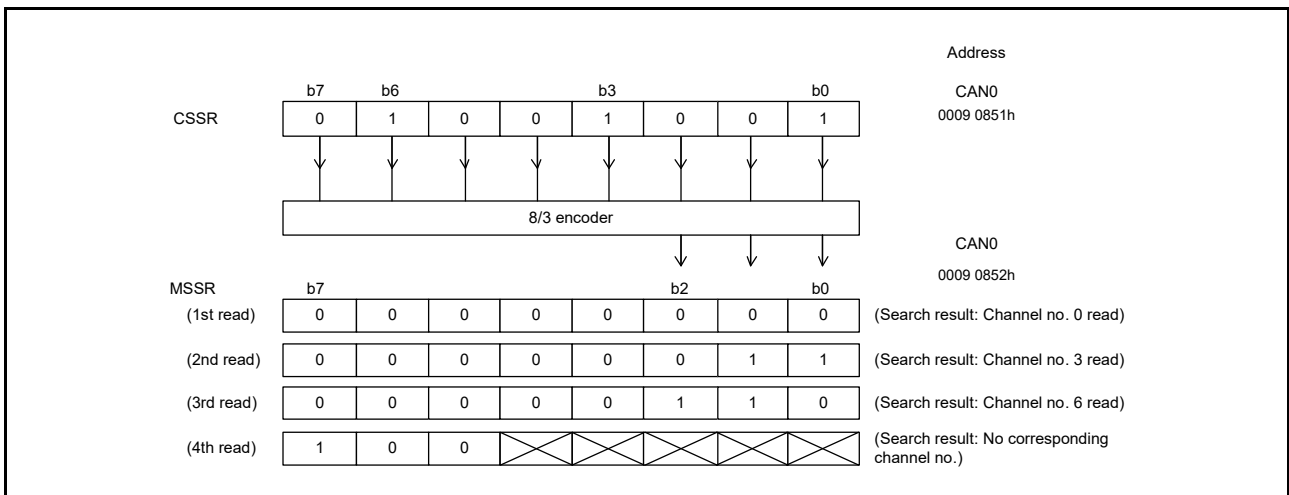 Address
b7 b6 b3 b0 CAN0
CSSR 0 1 0 0 1 0 0 1 0009 0851h
8/3 encoder
CAN0
0009 0852h
MSSR b7 b2 b0
(1st read) 0 0 0 0 0 0 0 0 (Search result: Channel no. 0 read)
(2nd read) 0 0 0 0 0 0 1 1 (Search result: Channel no. 3 read)
(3rd read) 0 0 0 0 0 1 1 0 (Search result: Channel no. 6 read)
(4th read) 1 0 0 (Search result: No corresponding
channel no.)